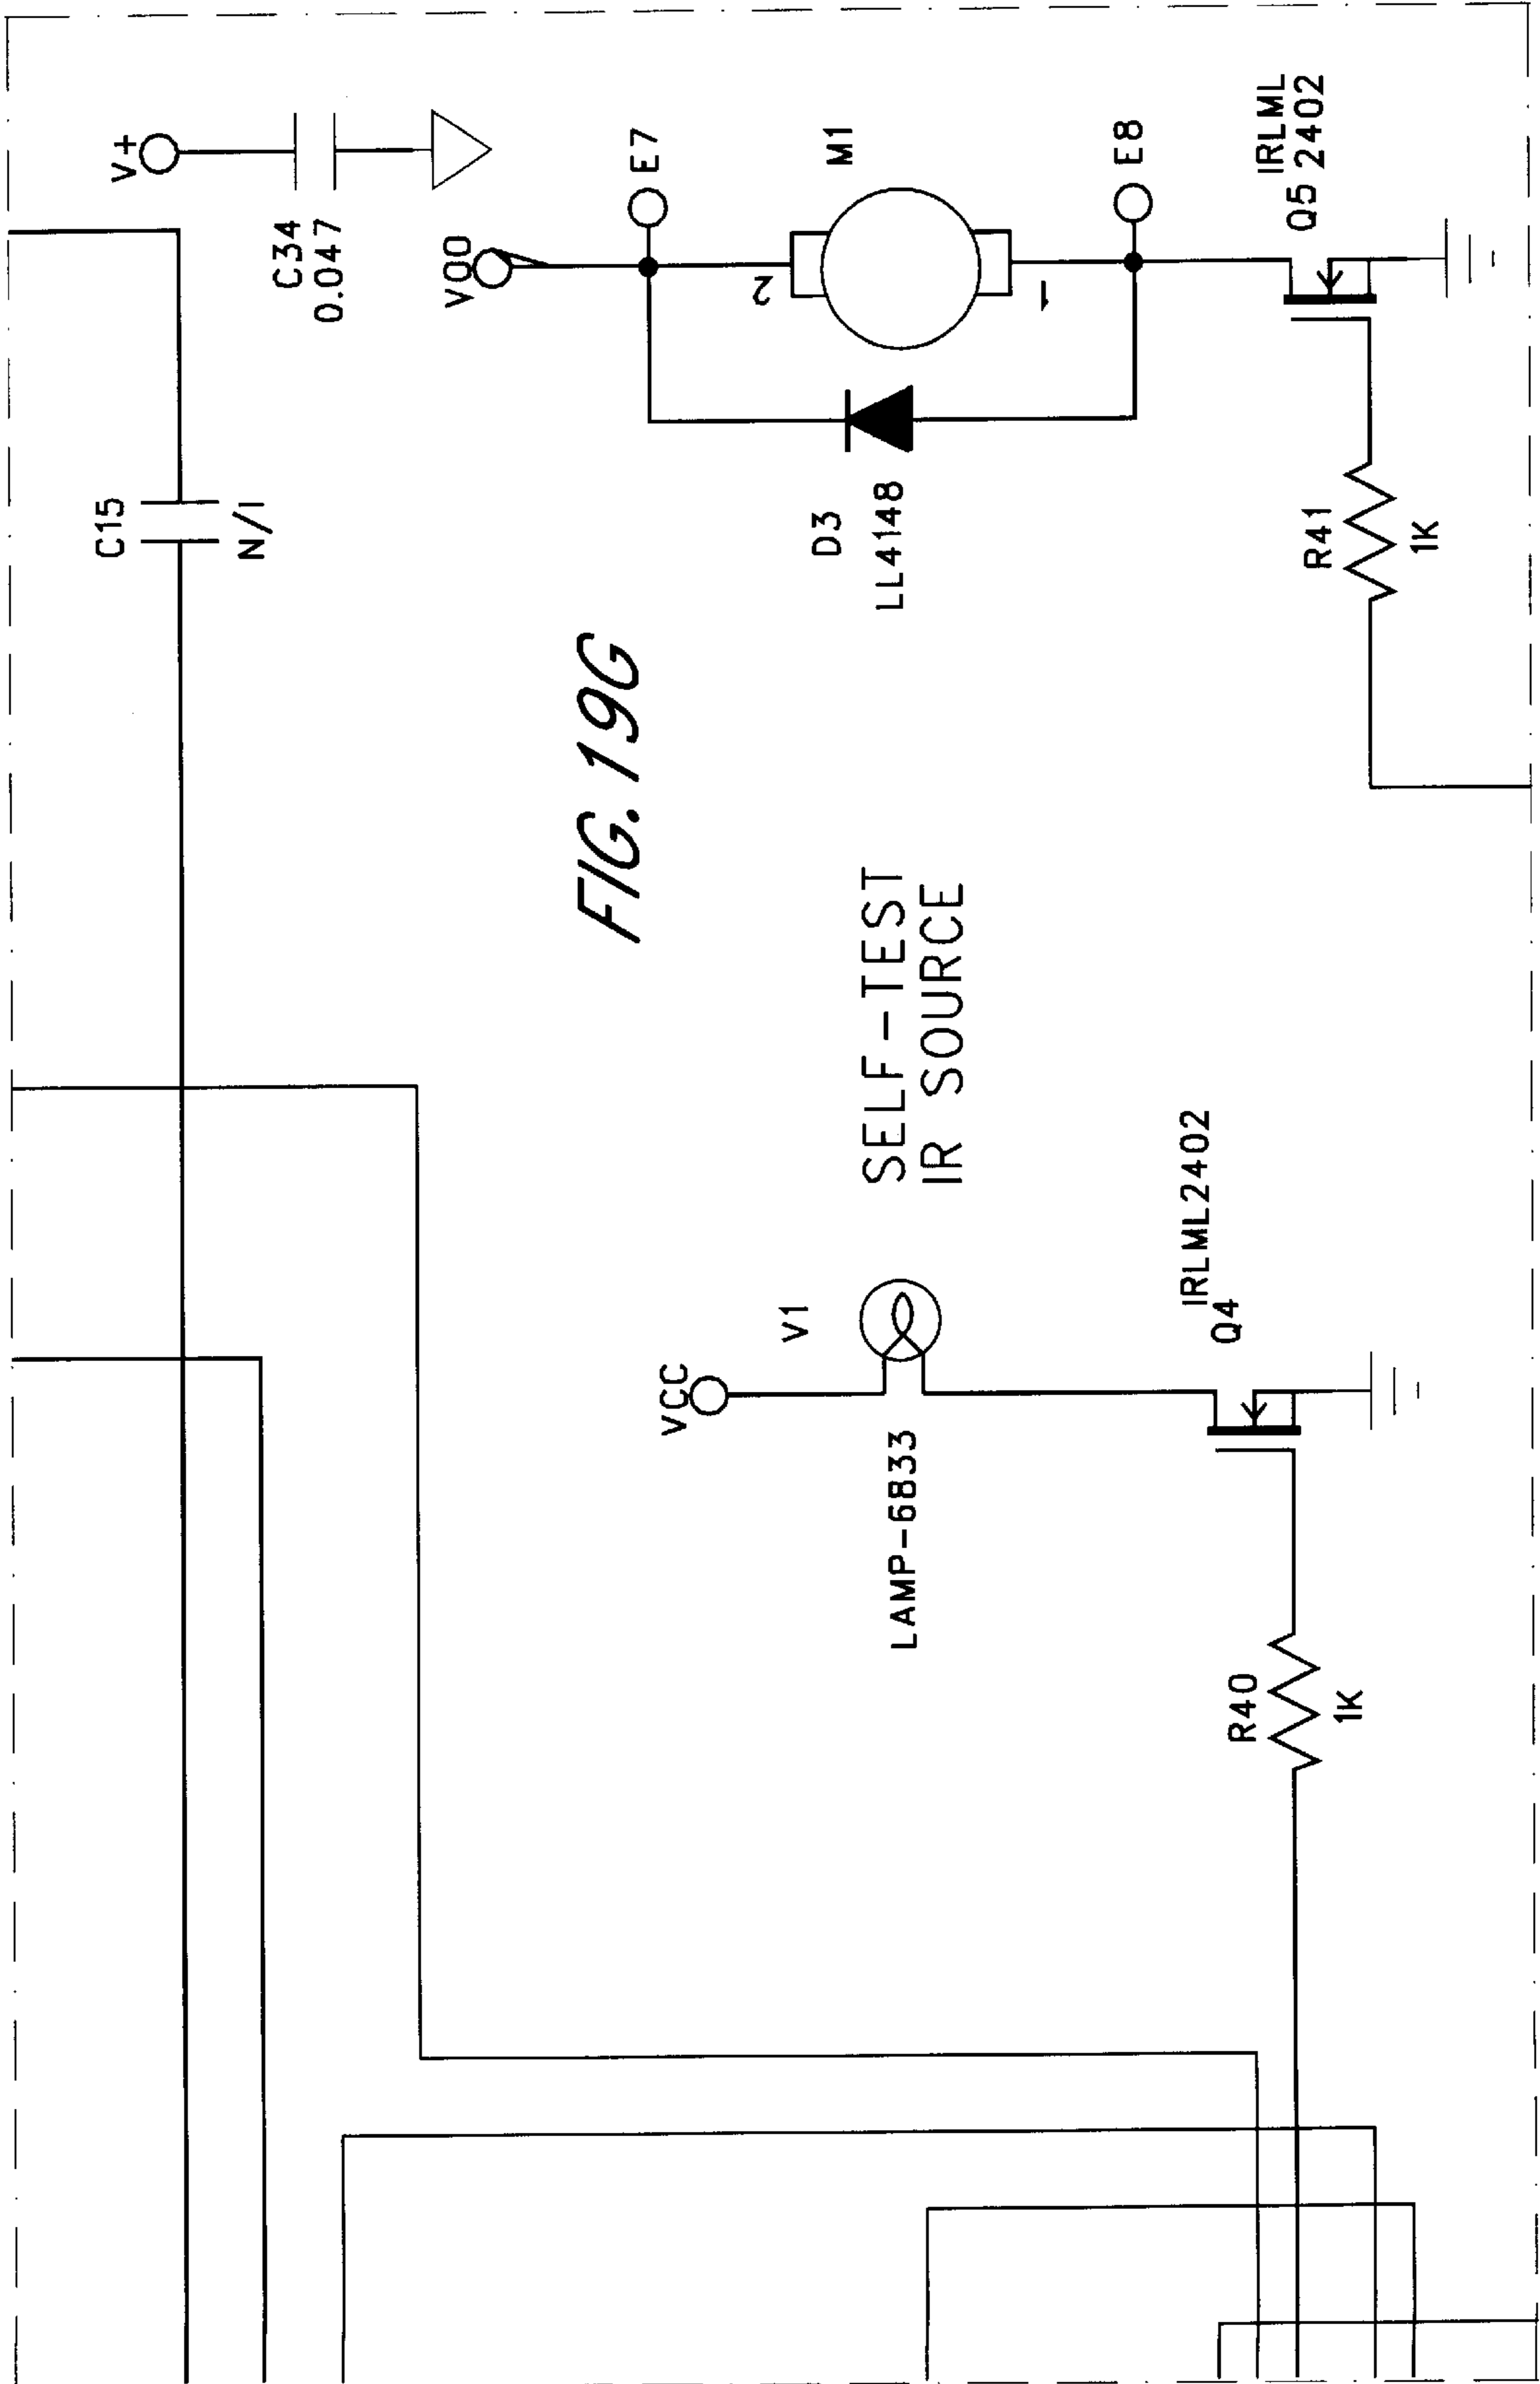 V+
C34
0.047
C15
N/I
V00
E7
2
M1
1
E8
D3
LL4148
IRLML
Q5 2402
R41
1K
FIG. 19G
SELF-TEST
IR SOURCE
VCC
V1
LAMP-6833
IRLML2402
Q4
R40
1K